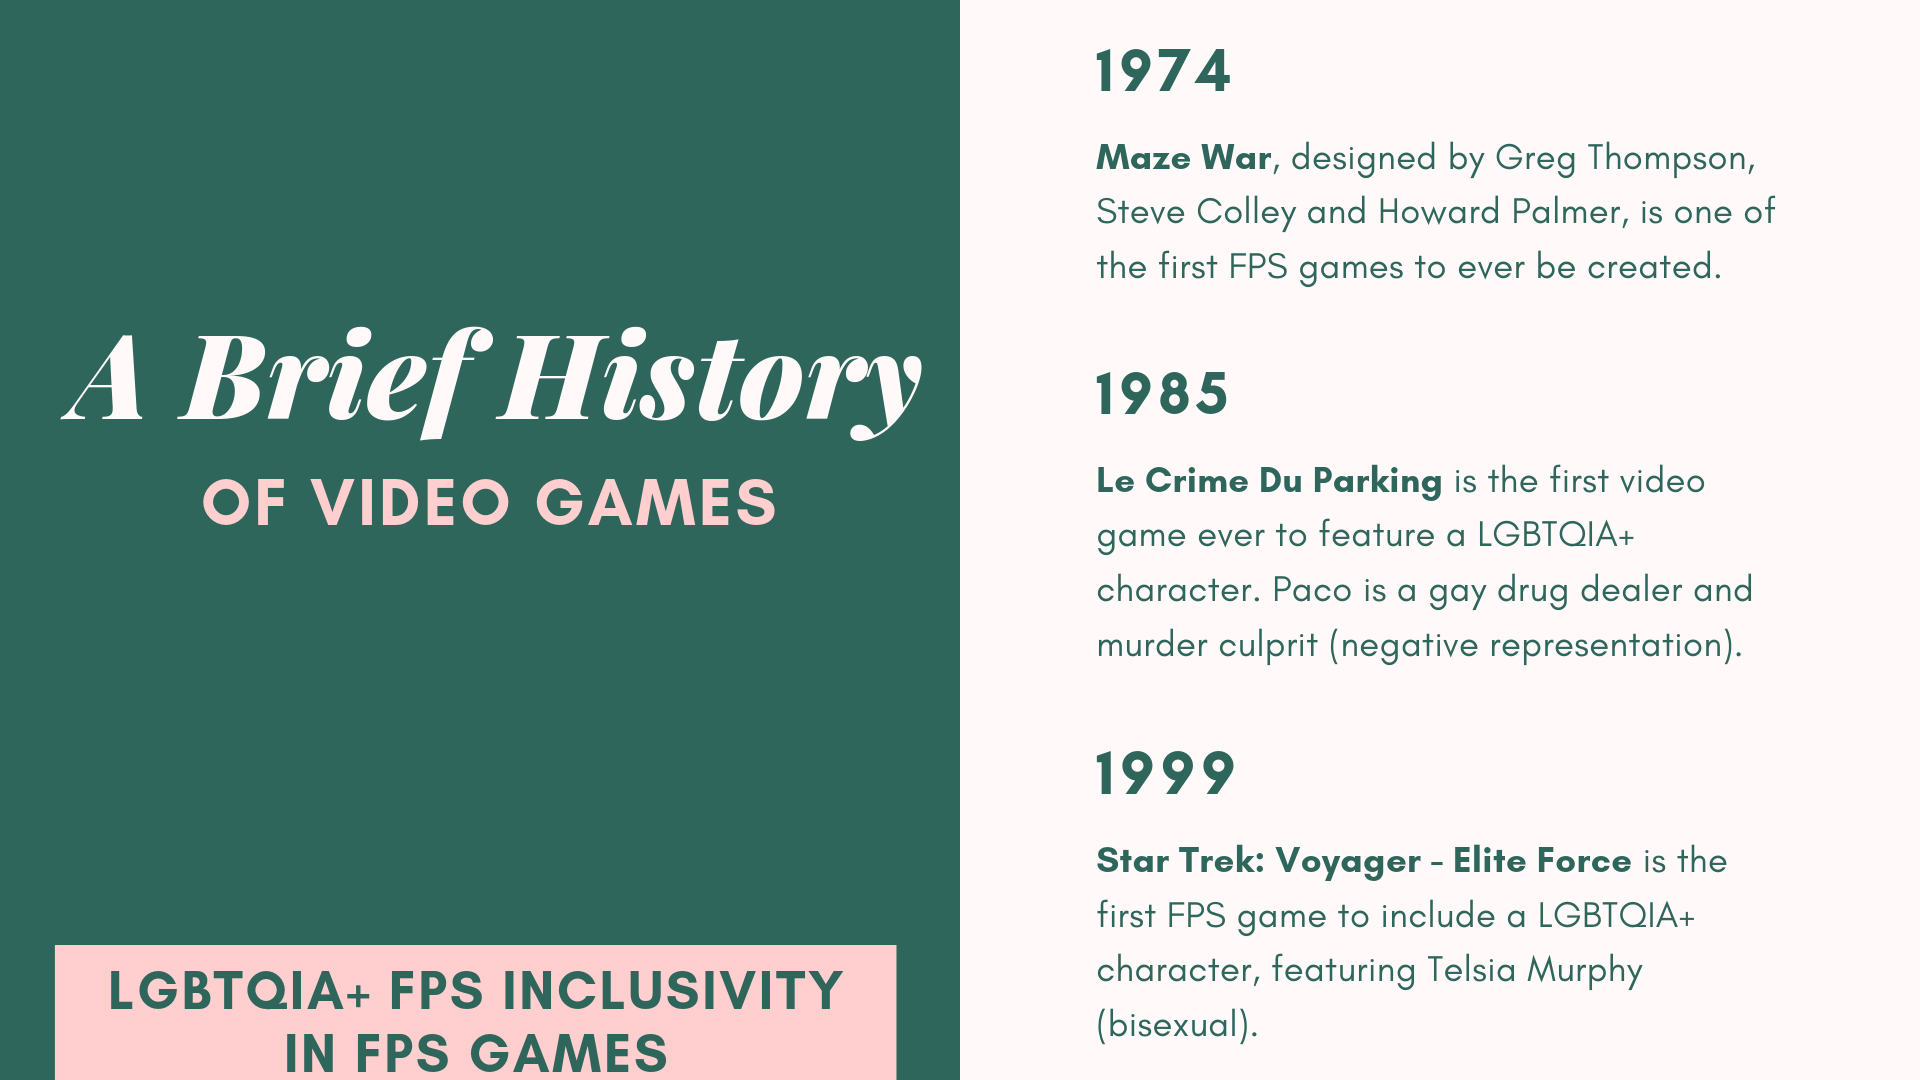 A Brief History
OF VIDEO GAMES
LGBTQIA+ FPS INCLUSIVITY
IN FPS GAMES
1974
Maze War, designed by Greg Thompson,
Steve Colley and Howard Palmer, is one of
the first FPS games to ever be created.
1985
Le Crime Du Parking is the first video
game ever to feature a LGBTQIA+
character. Paco is a gay drug dealer and
murder culprit (negative representation).
1999
Star Trek: Voyager - Elite Force is the
first FPS game to include a LGBTQIA+
character, featuring Telsia Murphy
(bisexual).